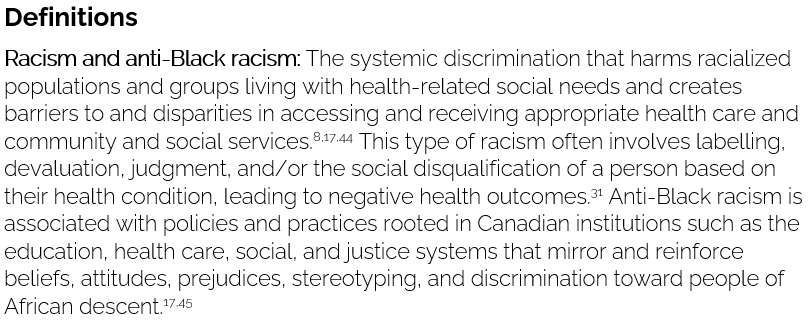 Definitions
Racism and anti-Black racism: The systemic discrimination that harms racialized
populations and groups living with health-related social needs and creates
barriers to and disparities in accessing and receiving appropriate health care and
community and social services.8,17,44 This type of racism often involves labelling,
devaluation, judgment, and/or the social disqualification of a person based on
their health condition, leading to negative health outcomes.31 Anti-Black racism is
associated with policies and practices rooted in Canadian institutions such as the
education, health care, social, and justice systems that mirror and reinforce
beliefs, attitudes, prejudices, stereotyping, and discrimination toward people of
African descent.17,45